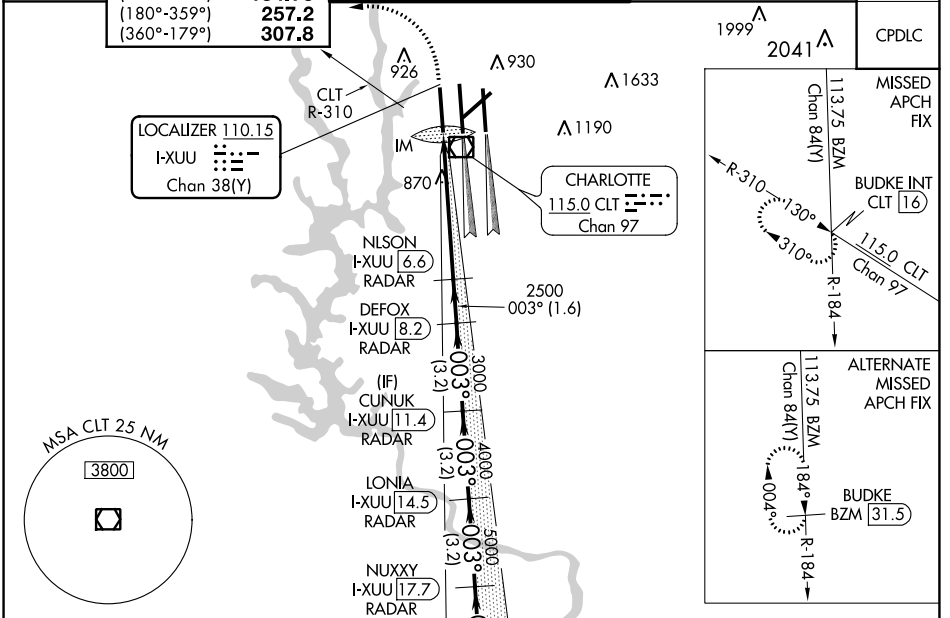 (180°-359°) 257.2
(360°-179°) 307.8
CLT
R-310
926
930
1633
1190
870
1999
2041
CPDLC
LOCALIZER 110.15
I-XUU
Chan 38(Y)
IM
CHARLOTTE
115.0 CLT
Chan 97
NLSON
I-XUU 6.6
RADAR
2500
003° (1.6)
DEFOX
I-XUU 8.2
RADAR
3000
003°
(3.2)
(IF)
CUNUK
I-XUU 11.4
RADAR
4000
003°
(3.2)
LONIA
I-XUU 14.5
RADAR
5000
003°
(3.2)
NUXXY
I-XUU 17.7
RADAR
MSA CLT 25 NM
3800
MISSED
APCH
FIX
113.75 BZM
Chan 84(Y)
R-310
130°
310°
BUDKE INT
CLT 16
115.0 CLT
Chan 97
R-184
ALTERNATE
MISSED
APCH FIX
113.75 BZM
Chan 84(Y)
184°
004°
BUDKE
BZM 31.5
R-184